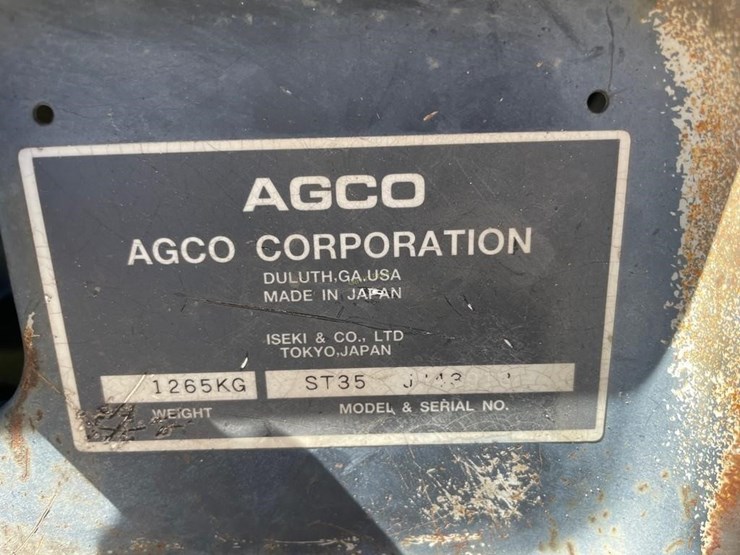 AGCO
AGCO CORPORATION
DULUTH,GA.USA
MADE IN JAPAN
ISEKI & CO., LTD
TOKYO,JAPAN
1265KG ST35
WEIGHT MODEL & SERIAL NO.